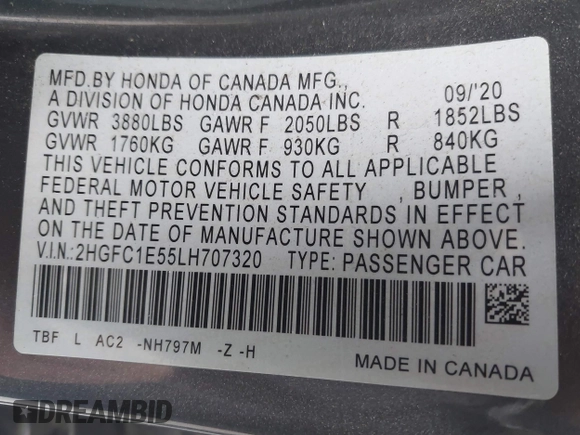 MFD.BY HONDA OF CANADA MFG.,
A DIVISION OF HONDA CANADA INC. 09/'20
GVWR 3880LBS GAWR F 2050LBS R 1852LBS
GVWR 1760KG GAWR F 930KG R 840KG
THIS VEHICLE CONFORMS TO ALL APPLICABLE
FEDERAL MOTOR VEHICLE SAFETY , BUMPER ,
AND THEFT PREVENTION STANDARDS IN EFFECT
ON THE DATE OF MANUFACTURE SHOWN ABOVE.
V.I.N.:2HGFC1E55LH707320 TYPE: PASSENGER CAR
TBF L AC2 -NH797M -Z -H
MADE IN CANADA
DREAMBID